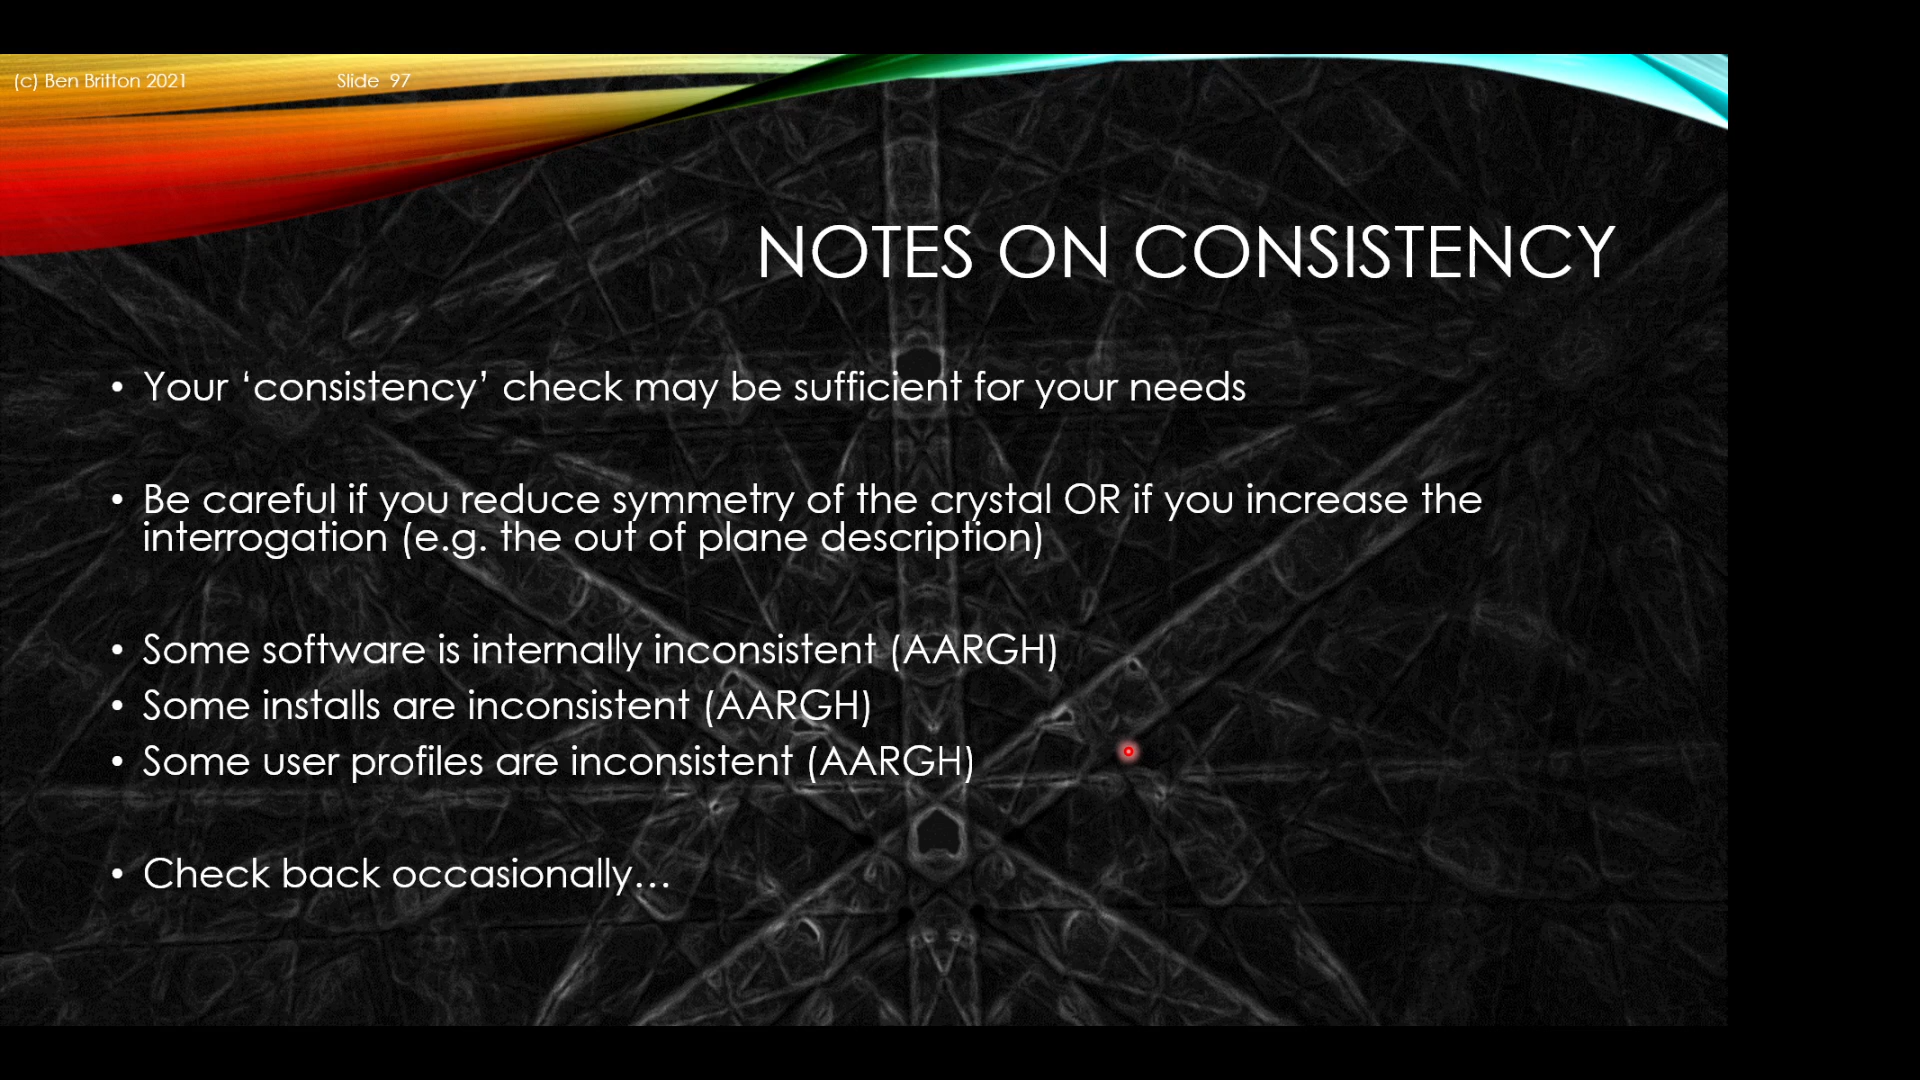 (c) Ben Britton 2021 Slide 97
NOTES ON CONSISTENCY
• Your ‘consistency’ check may be sufficient for your needs
• Be careful if you reduce symmetry of the crystal OR if you increase the
interrogation (e.g. the out of plane description)
• Some software is internally inconsistent (AARGH)
• Some installs are inconsistent (AARGH)
• Some user profiles are inconsistent (AARGH)
• Check back occasionally…